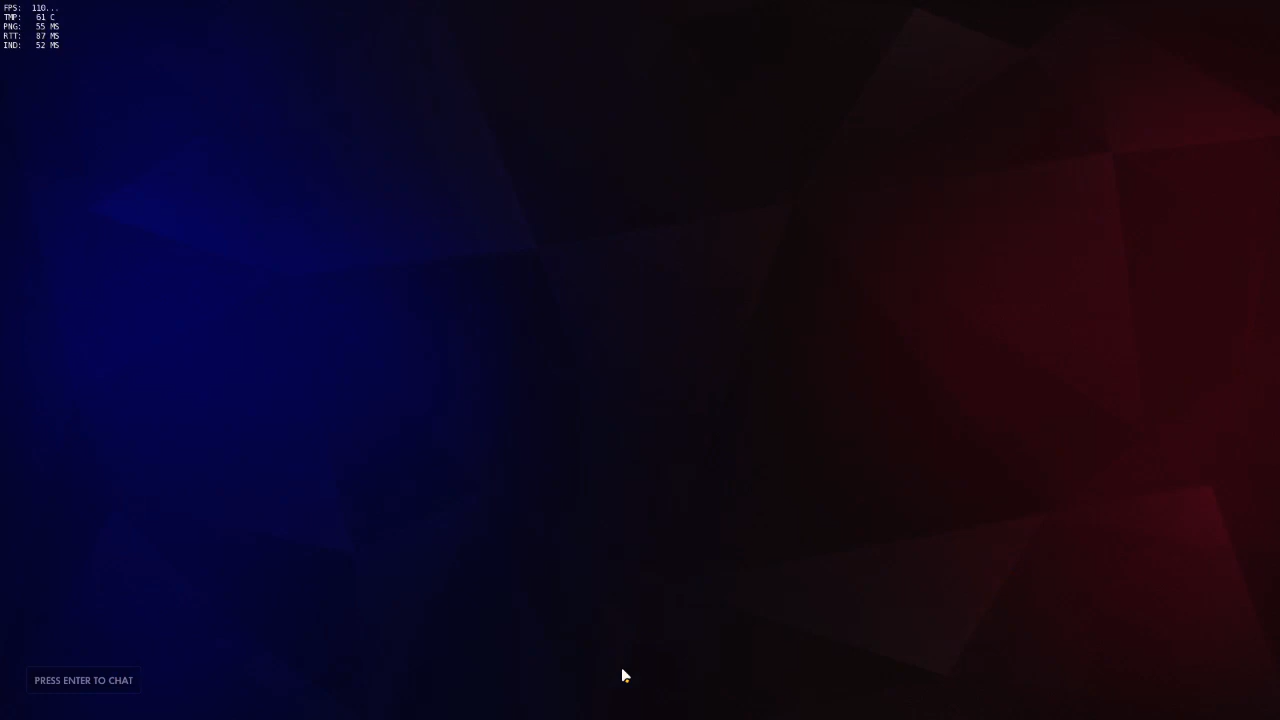 FPS: 110...
TMP: 61 C
PNG: 55 MS
RTT: 87 MS
IND: 52 MS
PRESS ENTER TO CHAT